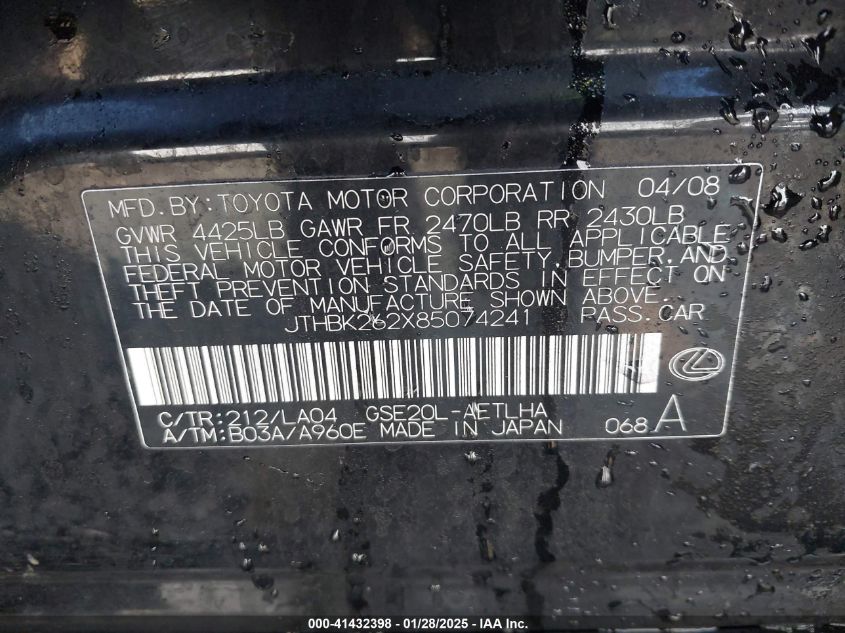 MFD. BY: TOYOTA MOTOR CORPORATION 04/08
GVWR 4425LB GAWR FR 2470LB RR 2430LB
THIS VEHICLE CONFORMS TO ALL APPLICABLE
FEDERAL MOTOR VEHICLE SAFETY, BUMPER, AND
THEFT PREVENTION STANDARDS IN EFFECT ON
THE DATE OF MANUFACTURE SHOWN ABOVE.
JTHBK262X85074241 PASS. CAR
C/TR: 212/LA04 GSE20L-AETLHA
A/TM: B03A/A960E MADE IN JAPAN 068 A
000-41432398 - 01/28/2025 - IAA Inc.